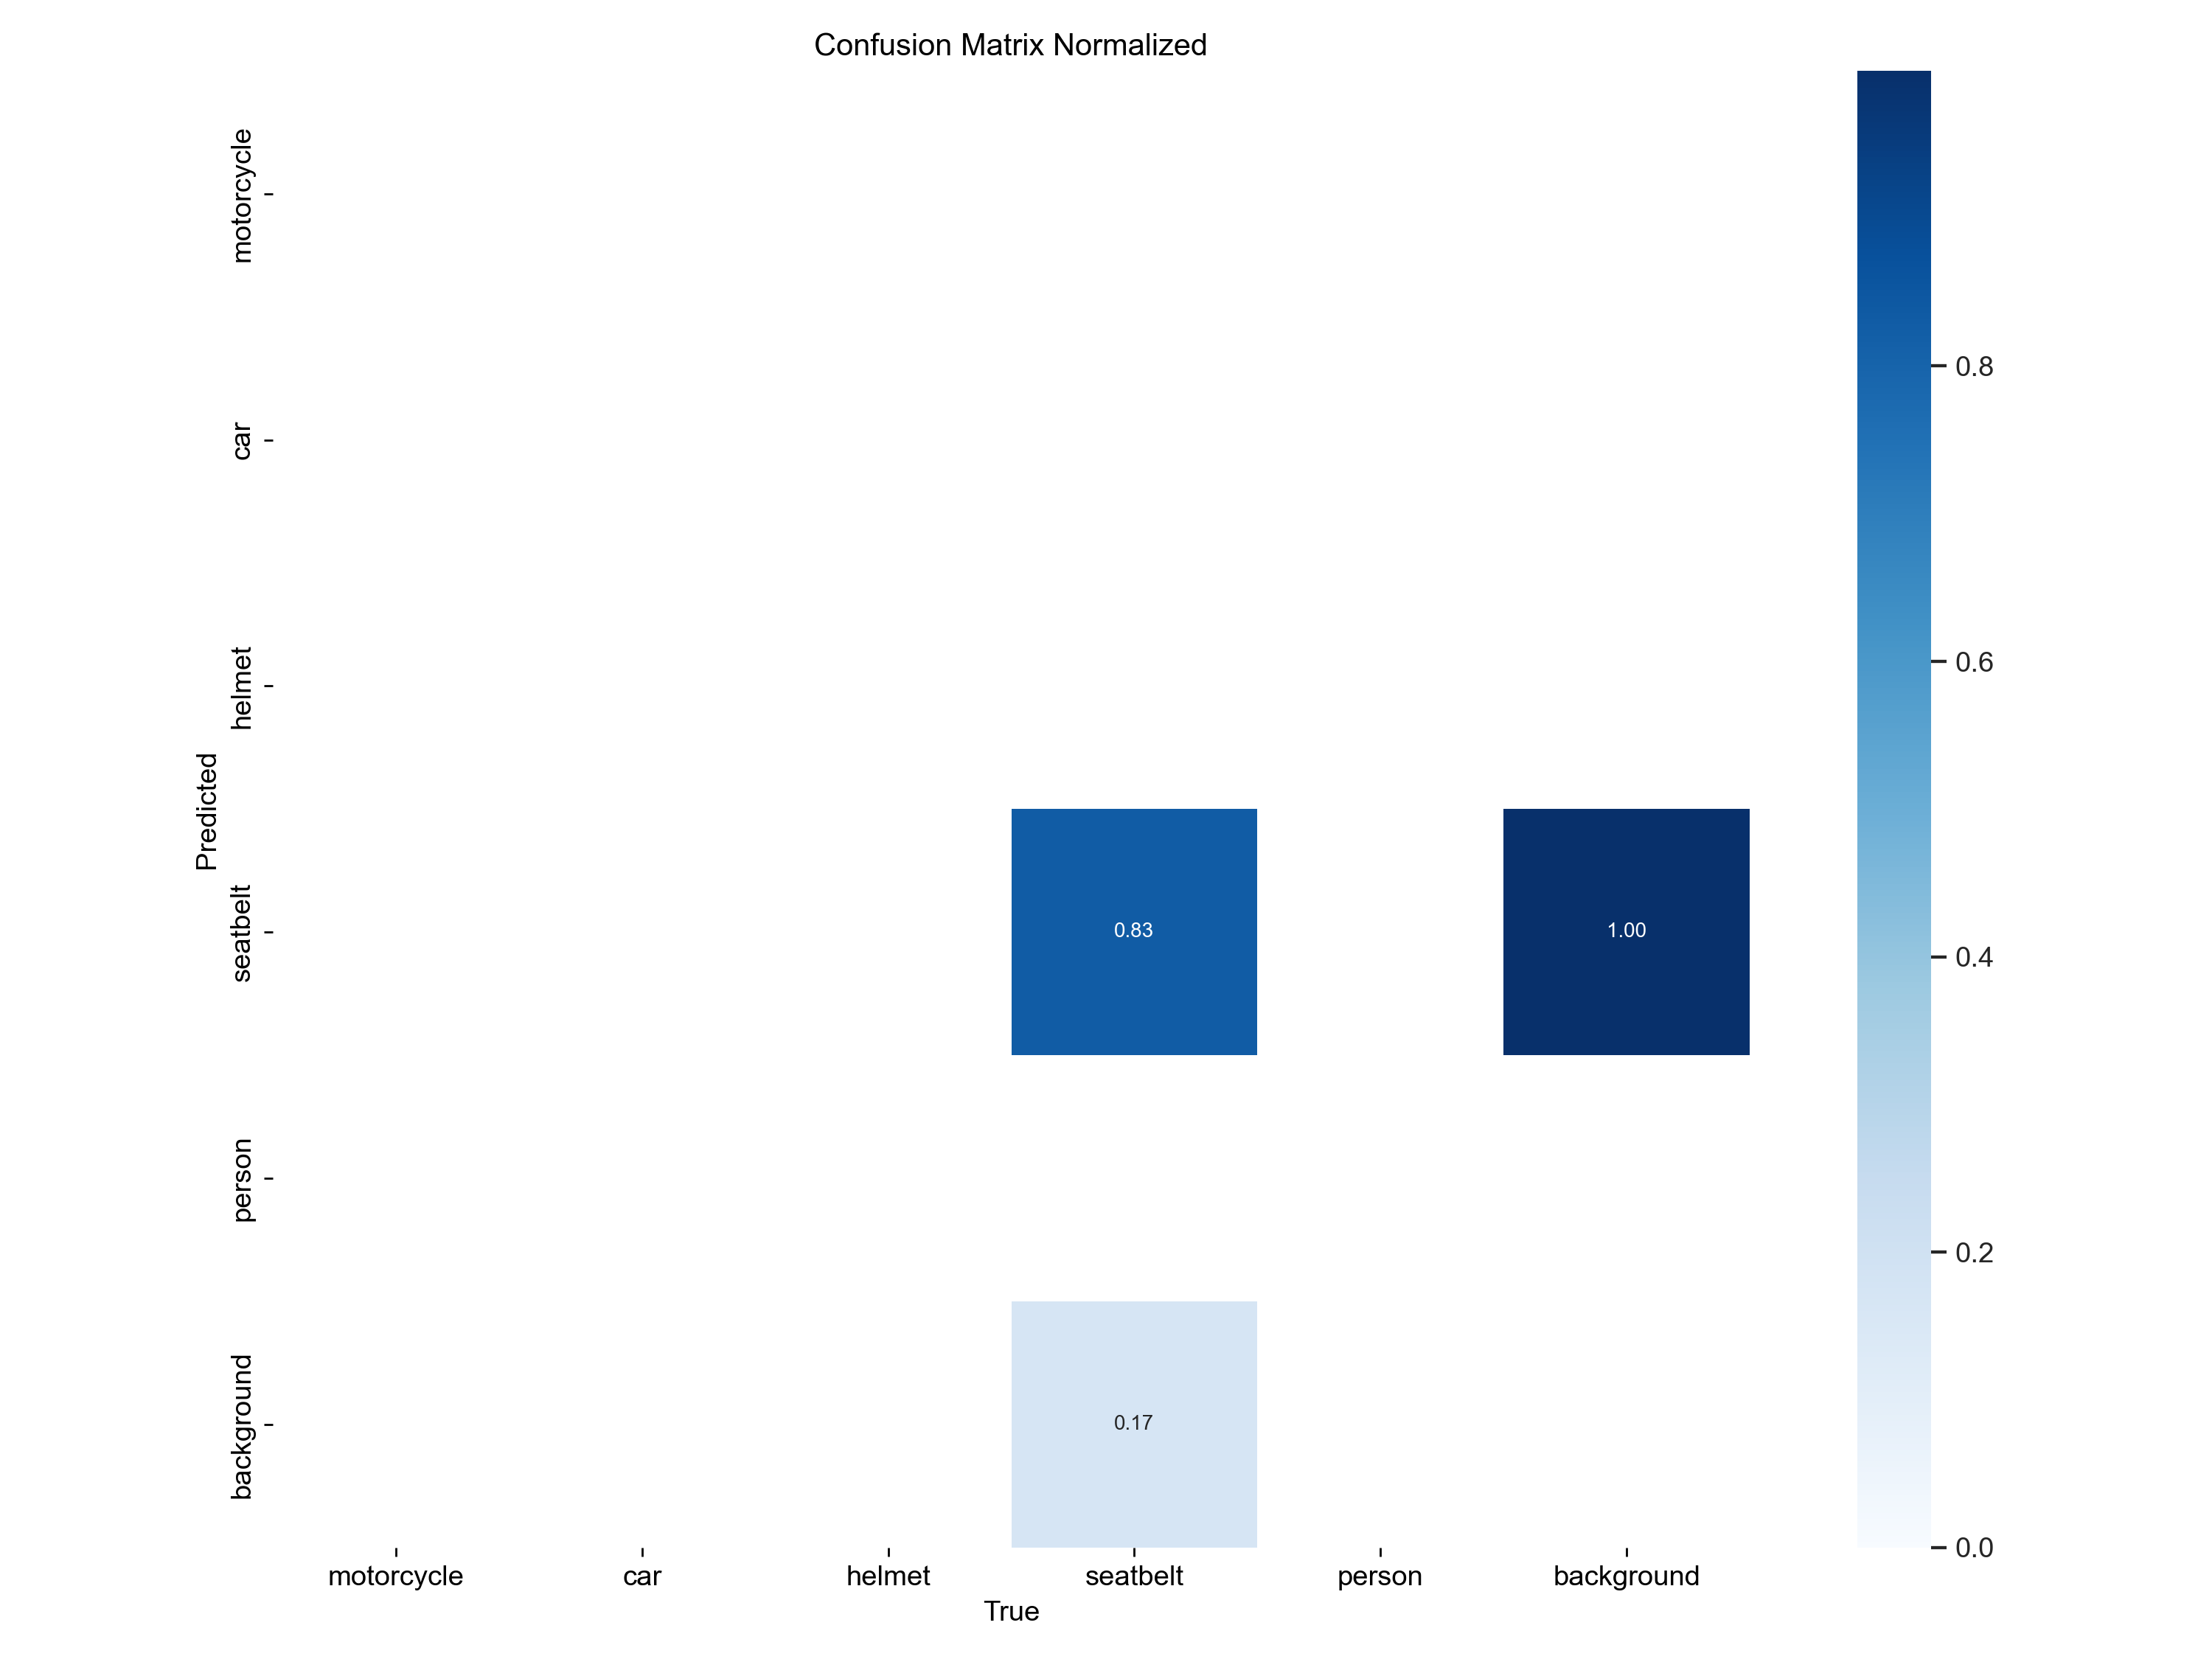 Confusion Matrix Normalized
motorcycle
car
helmet
seatbelt
person
background
Predicted
0.83
1.00
0.17
motorcycle
car
helmet
seatbelt
person
background
True
0.8
0.6
0.4
0.2
0.0